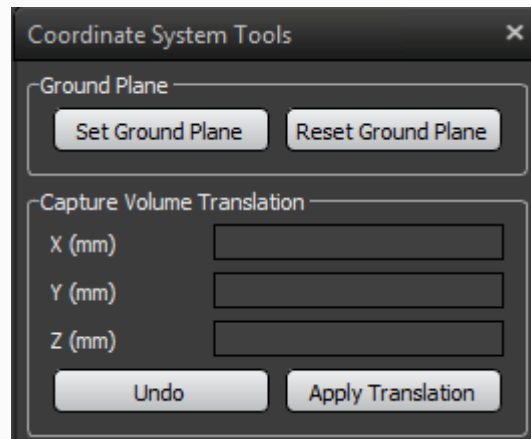 Coordinate System Tools ×
Ground Plane
Set Ground Plane Reset Ground Plane
Capture Volume Translation
X (mm)
Y (mm)
Z (mm)
Undo Apply Translation